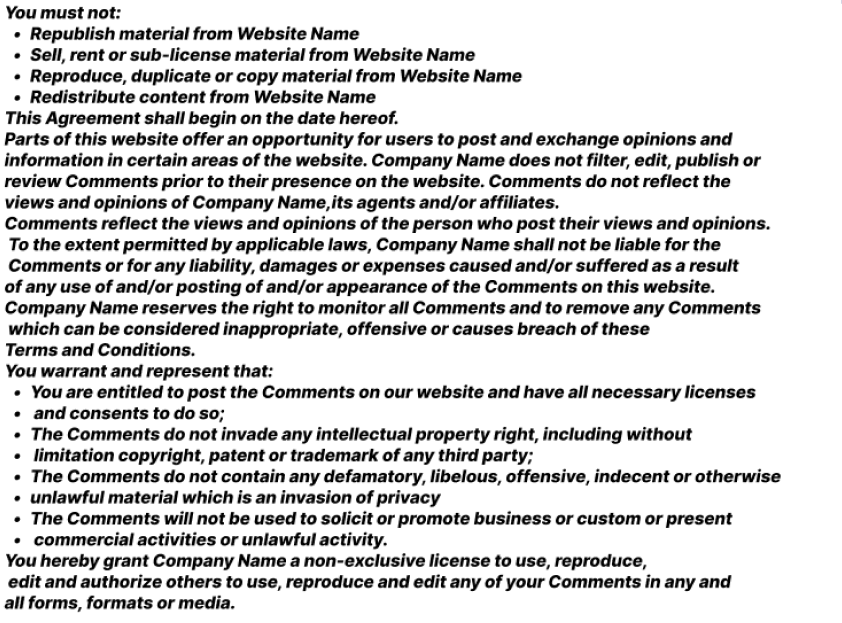 You must not:
• Republish material from Website Name
• Sell, rent or sub-license material from Website Name
• Reproduce, duplicate or copy material from Website Name
• Redistribute content from Website Name
This Agreement shall begin on the date hereof.
Parts of this website offer an opportunity for users to post and exchange opinions and
information in certain areas of the website. Company Name does not filter, edit, publish or
review Comments prior to their presence on the website. Comments do not reflect the
views and opinions of Company Name,its agents and/or affiliates.
Comments reflect the views and opinions of the person who post their views and opinions.
To the extent permitted by applicable laws, Company Name shall not be liable for the
Comments or for any liability, damages or expenses caused and/or suffered as a result
of any use of and/or posting of and/or appearance of the Comments on this website.
Company Name reserves the right to monitor all Comments and to remove any Comments
which can be considered inappropriate, offensive or causes breach of these
Terms and Conditions.
You warrant and represent that:
• You are entitled to post the Comments on our website and have all necessary licenses
• and consents to do so;
• The Comments do not invade any intellectual property right, including without
• limitation copyright, patent or trademark of any third party;
• The Comments do not contain any defamatory, libelous, offensive, indecent or otherwise
• unlawful material which is an invasion of privacy
• The Comments will not be used to solicit or promote business or custom or present
• commercial activities or unlawful activity.
You hereby grant Company Name a non-exclusive license to use, reproduce,
edit and authorize others to use, reproduce and edit any of your Comments in any and
all forms, formats or media.